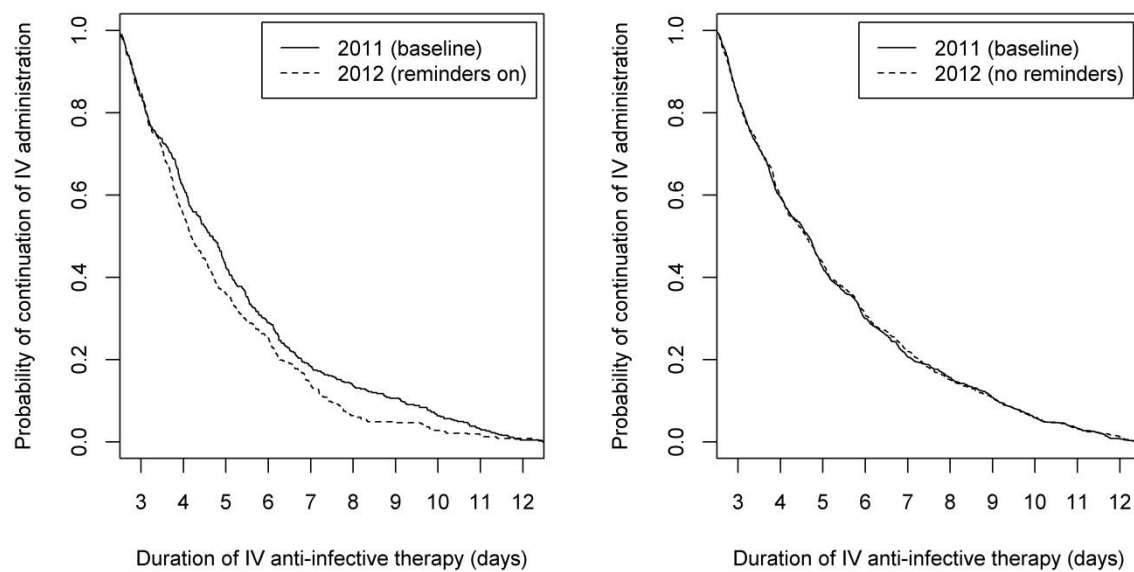 Probability of continuation of IV administration
1.0
0.8
0.6
0.4
0.2
0.0
2011 (baseline)
2012 (reminders on)
3 4 5 6 7 8 9 10 11 12
Duration of IV anti-infective therapy (days)
Probability of continuation of IV administration
1.0
0.8
0.6
0.4
0.2
0.0
2011 (baseline)
2012 (no reminders)
3 4 5 6 7 8 9 10 11 12
Duration of IV anti-infective therapy (days)